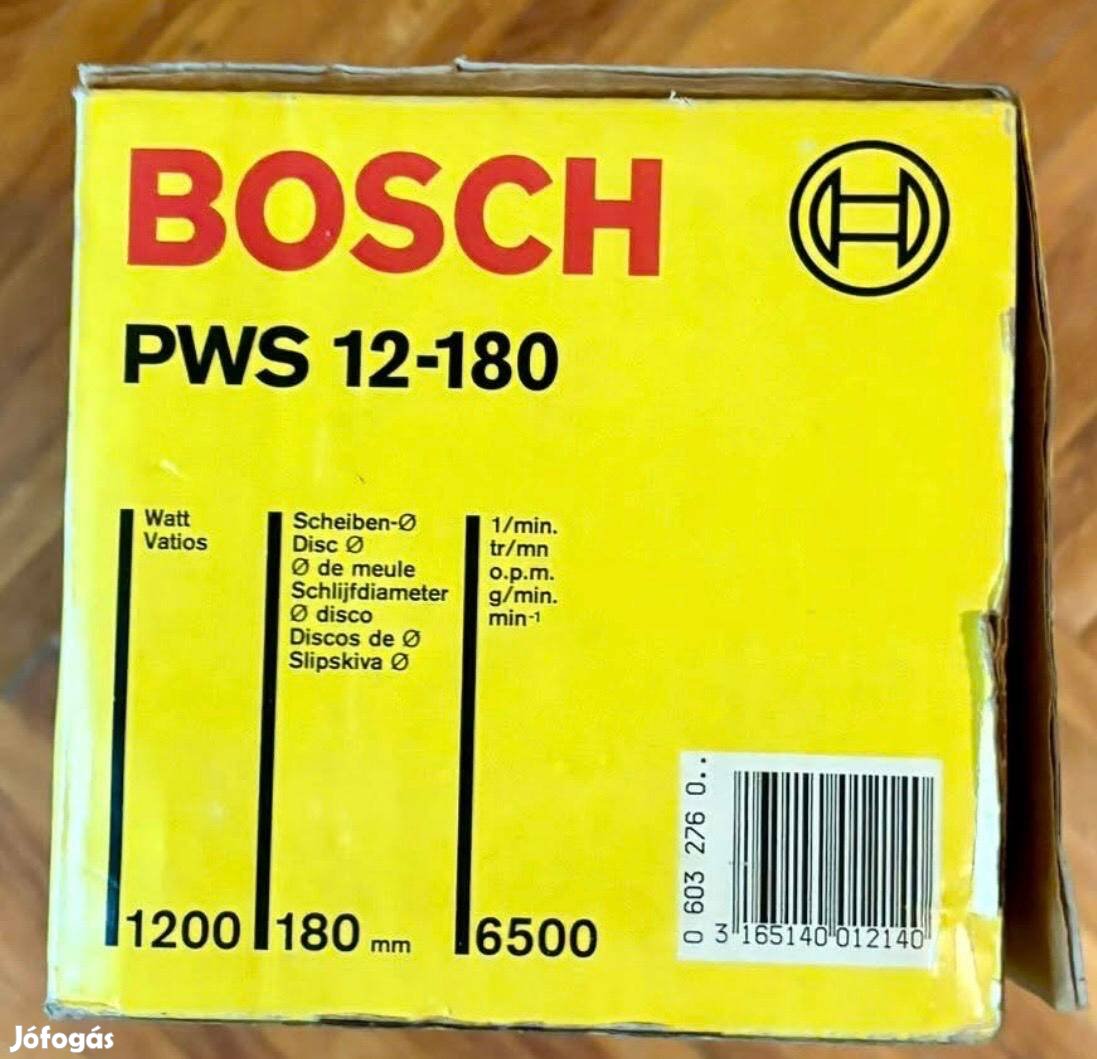 BOSCH
PWS 12-180
Watt
Vatios
Scheiben-Ø
Disc Ø
Ø de meule
Schlijfdiameter
Ø disco
Discos de Ø
Slipskiva Ø
1/min.
tr/mn
o.p.m.
g/min.
min-1
1200
180 mm
6500
0 603 276 0..
3 165140 012140
Jófogás